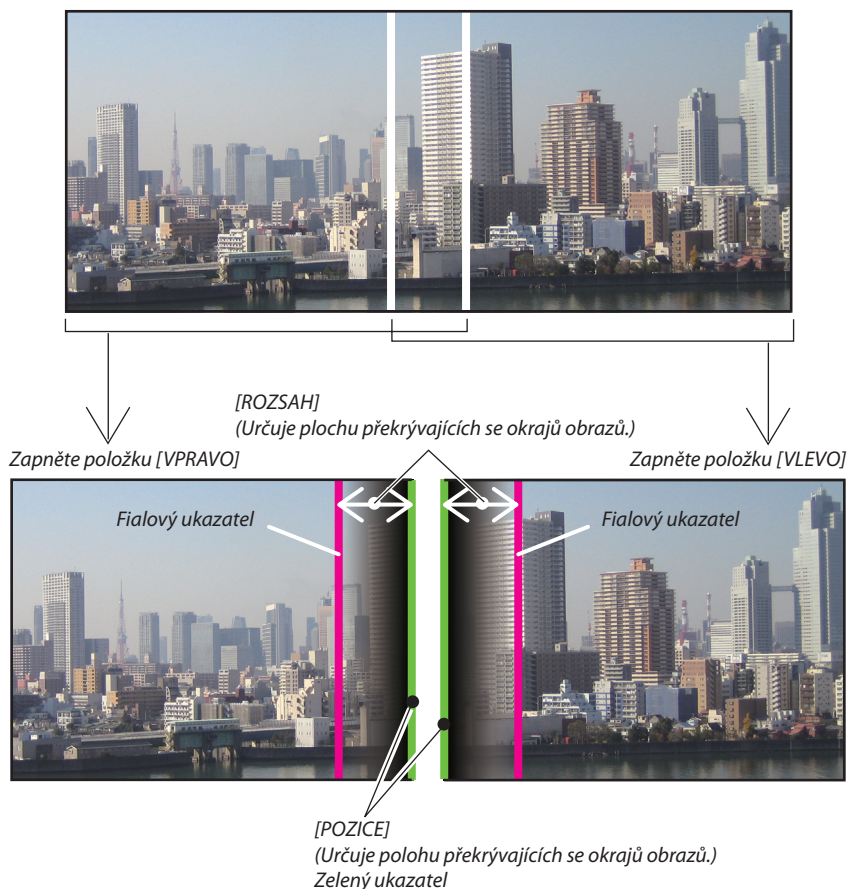 [ROZSAH]
(Určuje plochu překrývajících se okrajů obrazů.)
Zapněte položku [VPRAVO]
Zapněte položku [VLEVO]
Fialový ukazatel
Fialový ukazatel
[POZICE]
(Určuje polohu překrývajících se okrajů obrazů.)
Zelený ukazatel